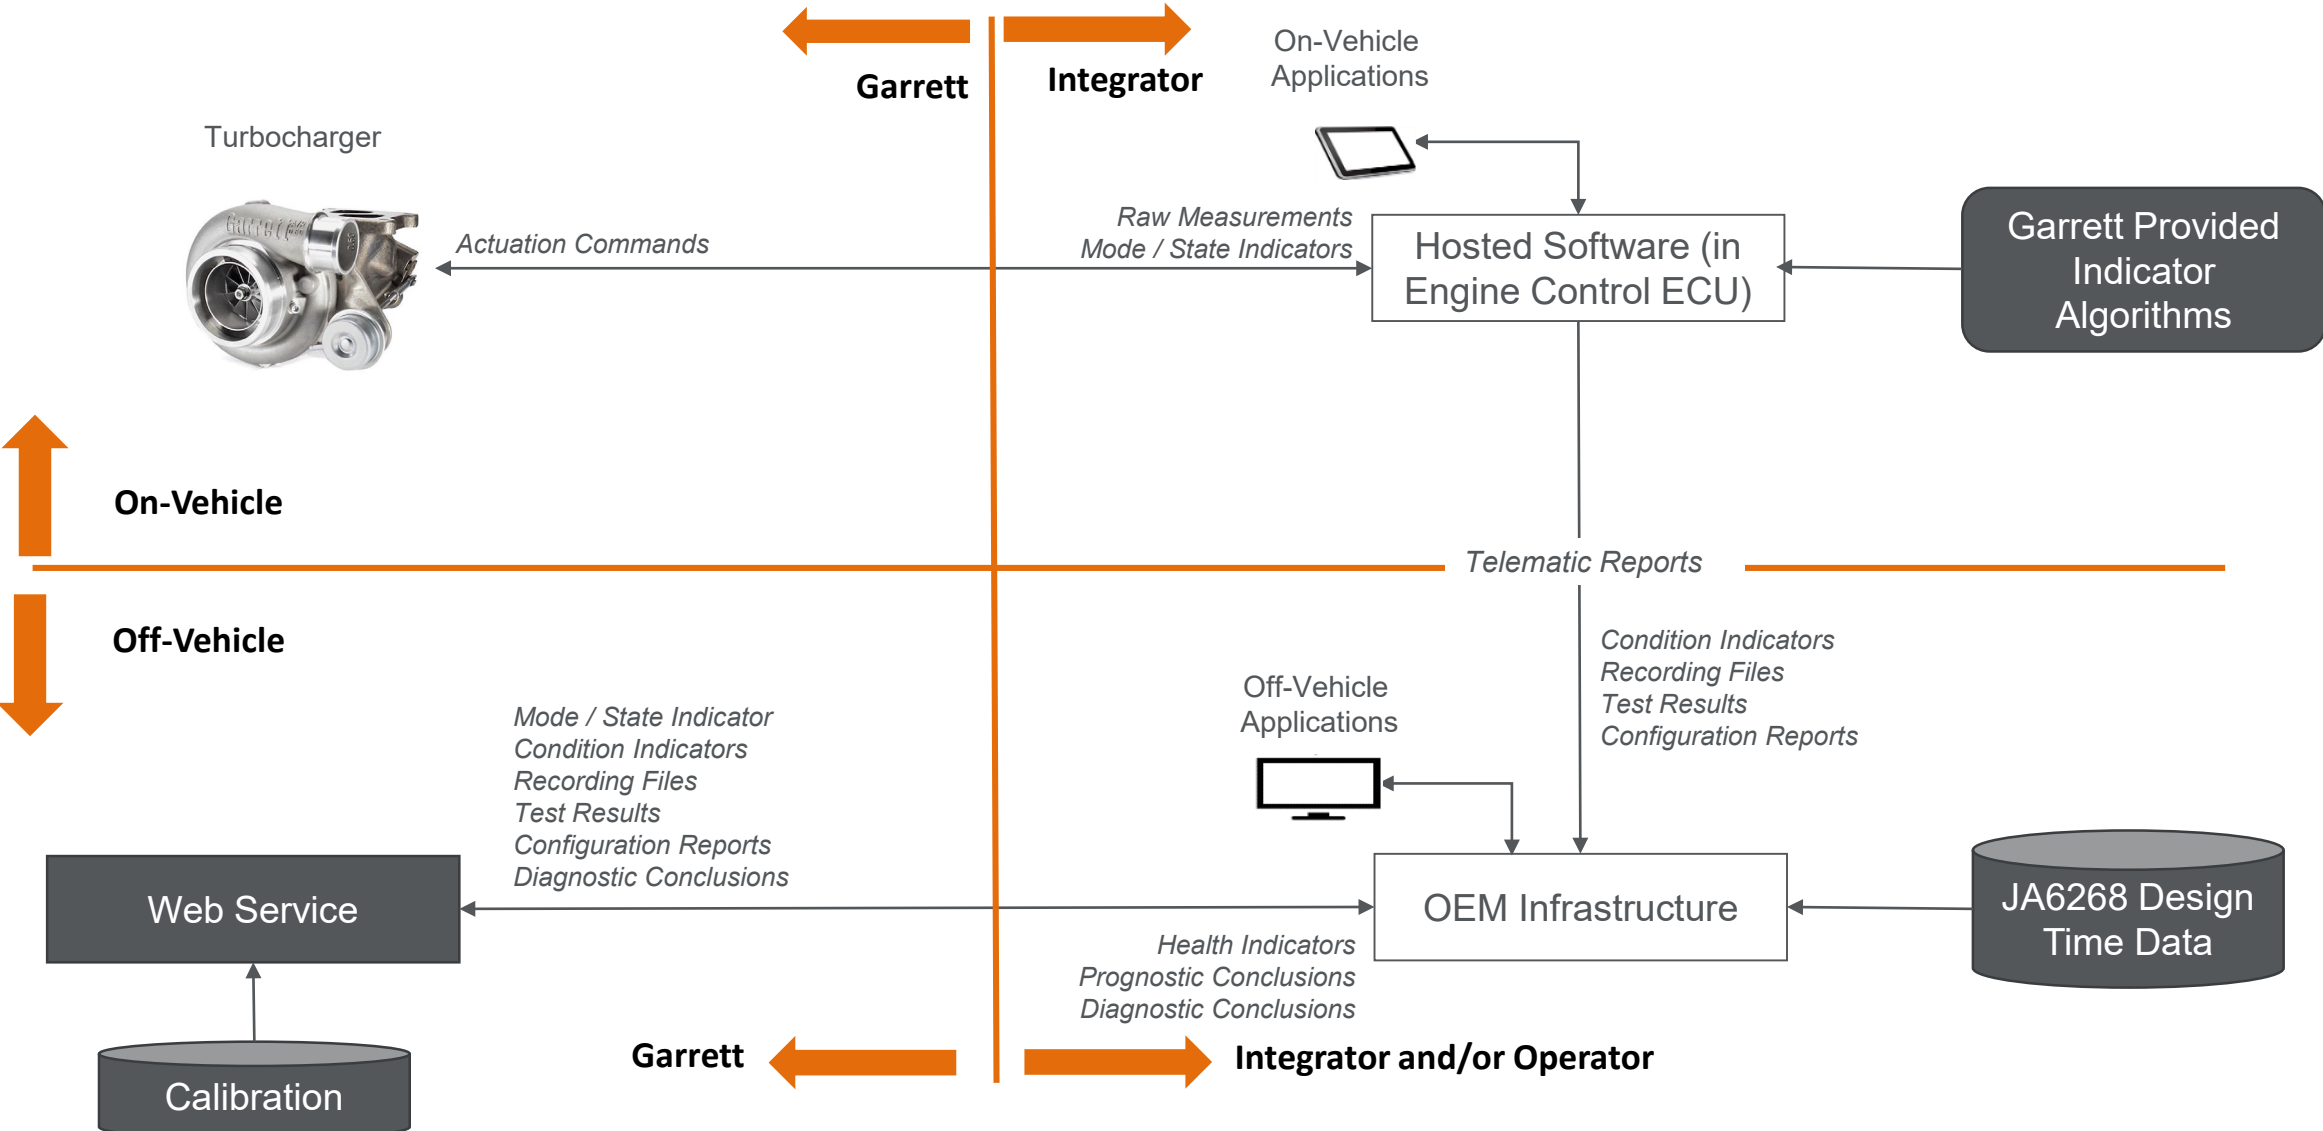 On-Vehicle
Applications
Garrett
Integrator
Turbocharger
Garrett
Actuation Commands
Raw Measurements
Mode / State Indicators
Hosted Software (in
Engine Control ECU)
Garrett Provided
Indicator
Algorithms
On-Vehicle
Telematic Reports
Off-Vehicle
Condition Indicators
Recording Files
Test Results
Configuration Reports
Off-Vehicle
Applications
Mode / State Indicator
Condition Indicators
Recording Files
Test Results
Configuration Reports
Diagnostic Conclusions
Web Service
OEM Infrastructure
JA6268 Design
Time Data
Health Indicators
Prognostic Conclusions
Diagnostic Conclusions
Garrett
Integrator and/or Operator
Calibration